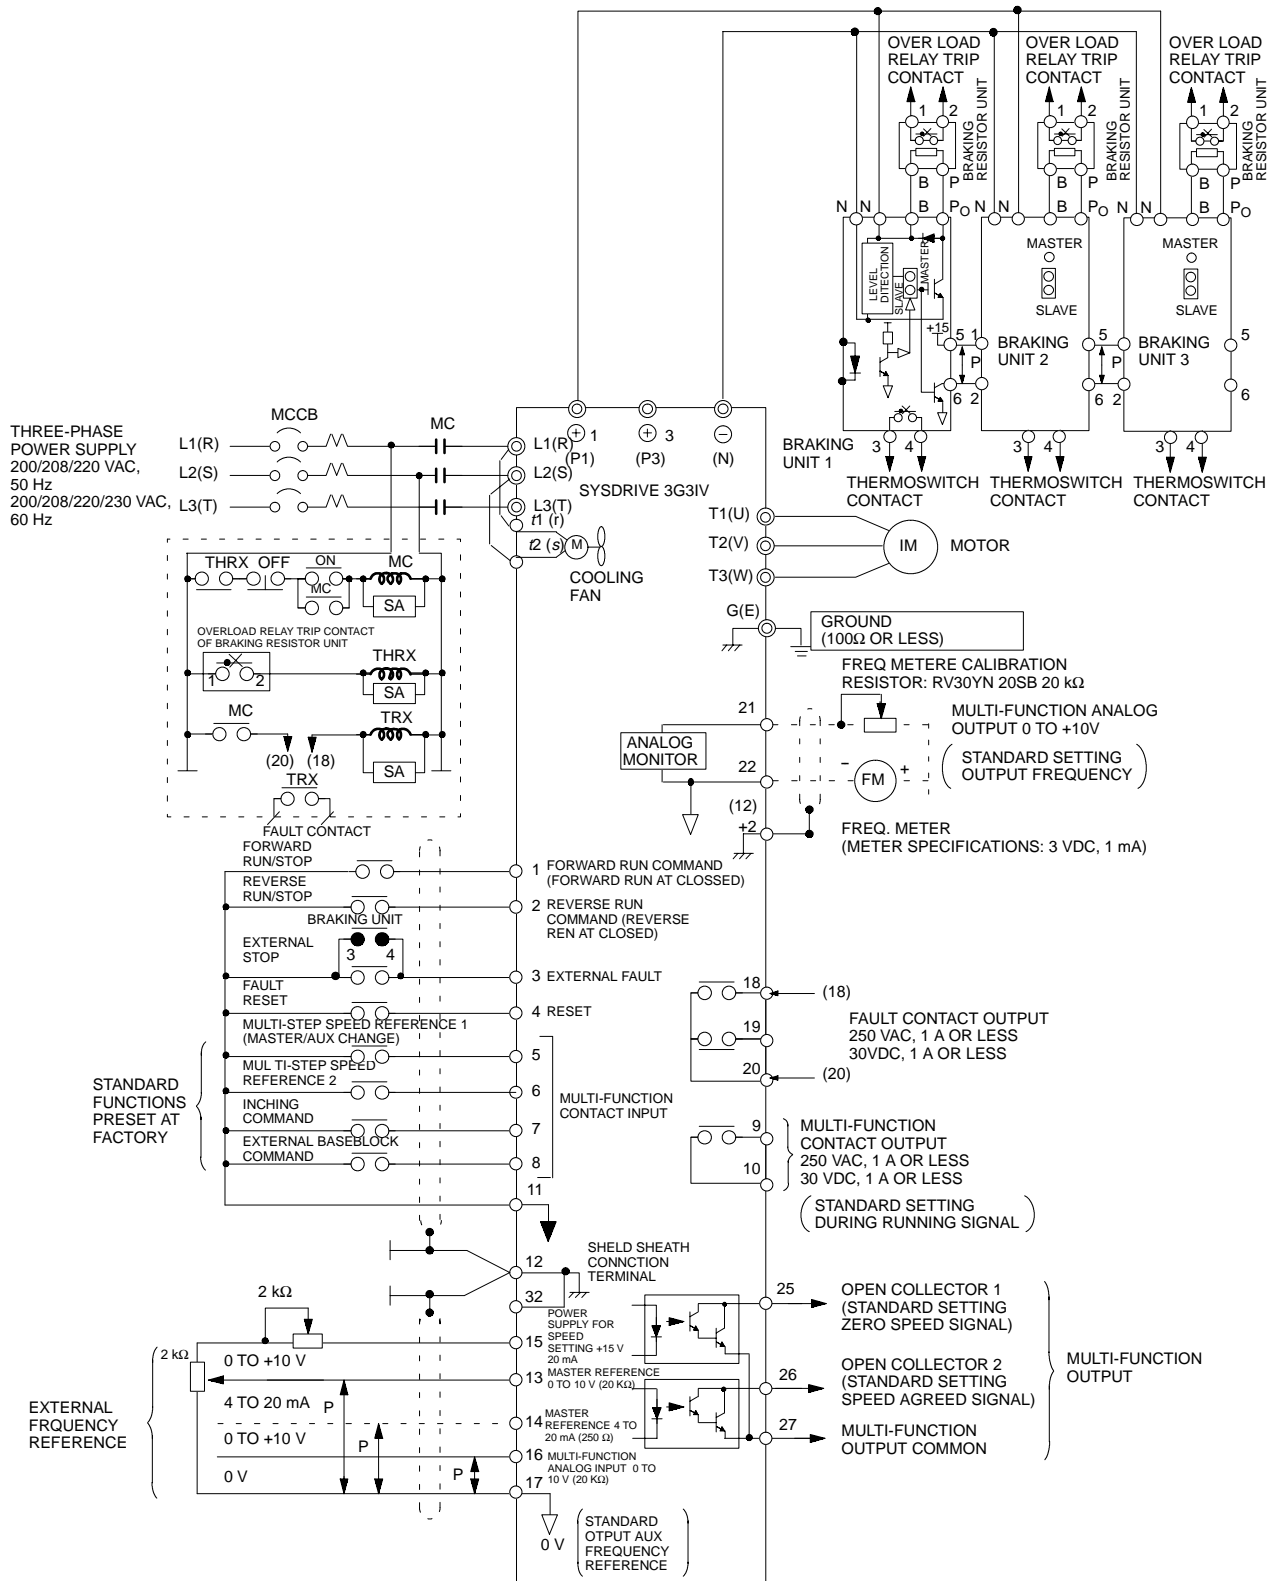 OVER LOAD
RELAY TRIP
CONTACT
OVER LOAD
RELAY TRIP
CONTACT
OVER LOAD
RELAY TRIP
CONTACT
1 2
1 2
1 2
BRAKING
RESISTOR UNIT
BRAKING
RESISTOR UNIT
BRAKING
RESISTOR UNIT
B P
B P
B P
N N B PO
N N B PO
N N B PO
LEVEL
DITECTION
SLAVE
MASTER
MASTER
SLAVE
MASTER
SLAVE
+15
5 1
P
6 2
BRAKING
UNIT 2
5
P
6 2
BRAKING
UNIT 3
5
6
BRAKING
UNIT 1
3 4
3 4
3 4
THERMOSWITCH
CONTACT
THERMOSWITCH
CONTACT
THERMOSWITCH
CONTACT
THREE-PHASE
POWER SUPPLY
200/208/220 VAC,
50 Hz
200/208/220/230 VAC,
60 Hz
MCCB
MC
L1(R)
L2(S)
L3(T)
L1(R)
L2(S)
L3(T)
t1 (r)
t2 (s)
M
COOLING
FAN
+ 1
(P1)
+ 3
(P3)
−
(N)
SYSDRIVE 3G3IV
T1(U)
T2(V)
T3(W)
IM
MOTOR
G(E)
GROUND
(100Ω OR LESS)
THRX OFF ON MC
MC
SA
OVERLOAD RELAY TRIP CONTACT
OF BRAKING RESISTOR UNIT
1 2
THRX
SA
MC
TRX
(20) (18)
SA
TRX
FAULT CONTACT
FREQ METERE CALIBRATION
RESISTOR: RV30YN 20SB 20 kΩ
21
ANALOG
MONITOR
22
MULTI-FUNCTION ANALOG
OUTPUT 0 TO +10V
(STANDARD SETTING
OUTPUT FREQUENCY)
− FM +
(12)
+2
FREQ. METER
(METER SPECIFICATIONS: 3 VDC, 1 mA)
FORWARD
RUN/STOP
1 FORWARD RUN COMMAND
(FORWARD RUN AT CLOSSED)
REVERSE
RUN/STOP
2 REVERSE RUN
COMMAND (REVERSE
REN AT CLOSED)
BRAKING UNIT
3 4
EXTERNAL
STOP
3 EXTERNAL FAULT
FAULT
RESET
4 RESET
MULTI-STEP SPEED REFERENCE 1
(MASTER/AUX CHANGE)
5
MUL TI-STEP SPEED
REFERENCE 2
6
INCHING
COMMAND
7
EXTERNAL BASEBLOCK
COMMAND
8
STANDARD
FUNCTIONS
PRESET AT
FACTORY
MULTI-FUNCTION
CONTACT INPUT
11
18
(18)
19
20
(20)
FAULT CONTACT OUTPUT
250 VAC, 1 A OR LESS
30VDC, 1 A OR LESS
9
10
MULTI-FUNCTION
CONTACT OUTPUT
250 VAC, 1 A OR LESS
30 VDC, 1 A OR LESS
(STANDARD SETTING
DURING RUNNING SIGNAL)
12
SHELD SHEATH
CONNCTION
TERMINAL
32
2 kΩ
POWER
SUPPLY FOR
SPEED
SETTING +15 V
20 mA
15
2 kΩ
0 TO +10 V
13 MASTER REFERENCE
0 TO 10 V (20 KΩ)
4 TO 20 mA
P
14 MASTER
REFERENCE 4 TO
20 mA (250 Ω)
0 TO +10 V
P
16 MULTI-FUNCTION
ANALOG INPUT 0 TO
10 V (20 KΩ)
0 V
P
17
EXTERNAL
FRQUENCY
REFERENCE
0 V
(STANDARD
OTPUT AUX
FREQUENCY
REFERENCE)
25
OPEN COLLECTOR 1
(STANDARD SETTING
ZERO SPEED SIGNAL)
26
OPEN COLLECTOR 2
(STANDARD SETTING
SPEED AGREED SIGNAL)
27
MULTI-FUNCTION
OUTPUT COMMON
MULTI-FUNCTION
OUTPUT